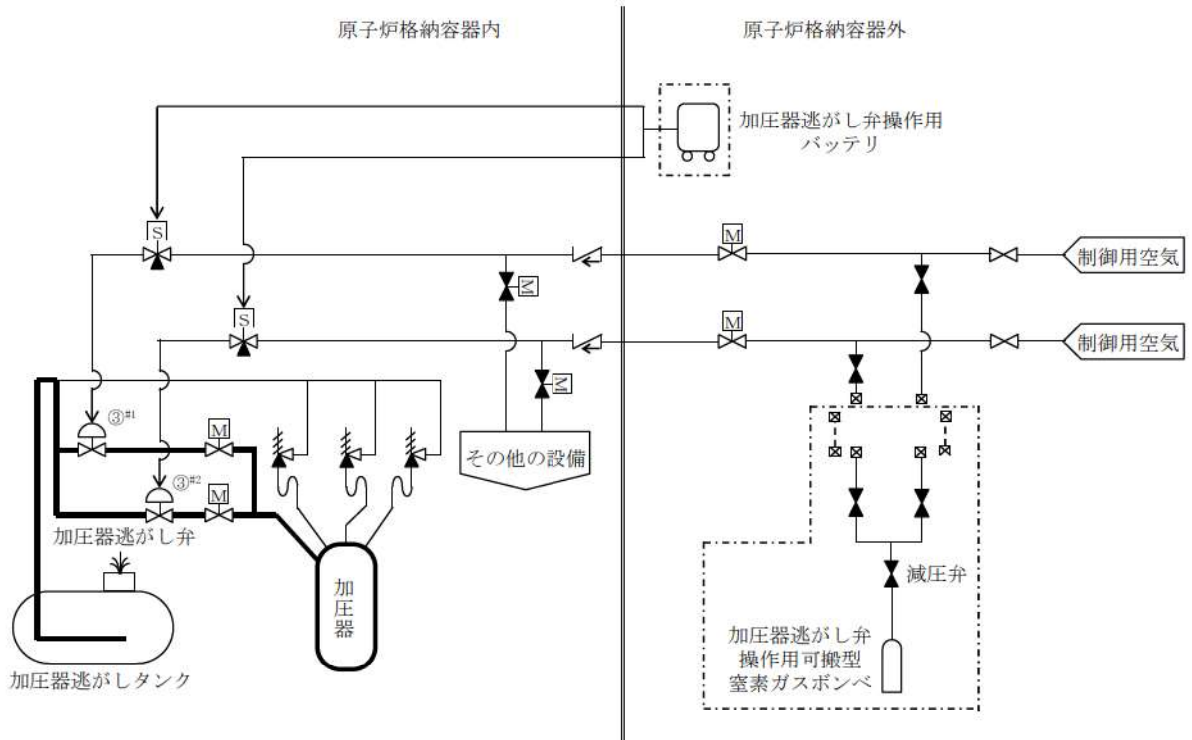 原子炉格納容器内
原子炉格納容器外
加圧器逃がし弁操作用
バッテリ
S
M
制御用空気
M
S
M
制御用空気
M
③#1
M
その他の設備
③#2
M
加圧器逃がし弁
減圧弁
加圧器
加圧器逃がし弁
操作用可搬型
窒素ガスボンベ
加圧器逃がしタンク